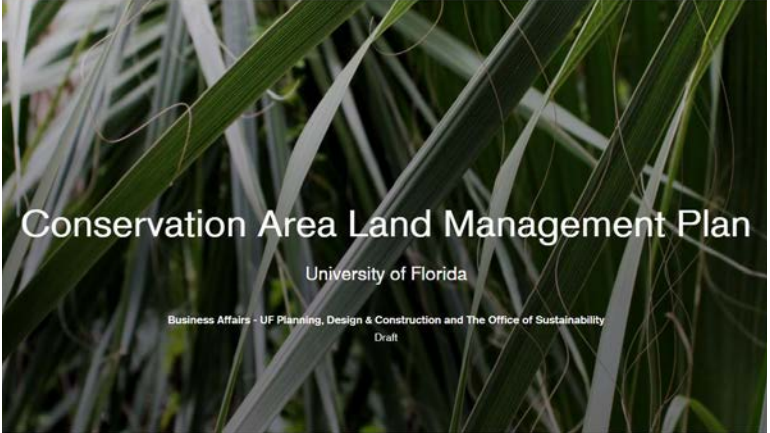 Conservation Area Land Management Plan
University of Florida
Business Affairs - UF Planning, Design & Construction and The Office of Sustainability
Draft